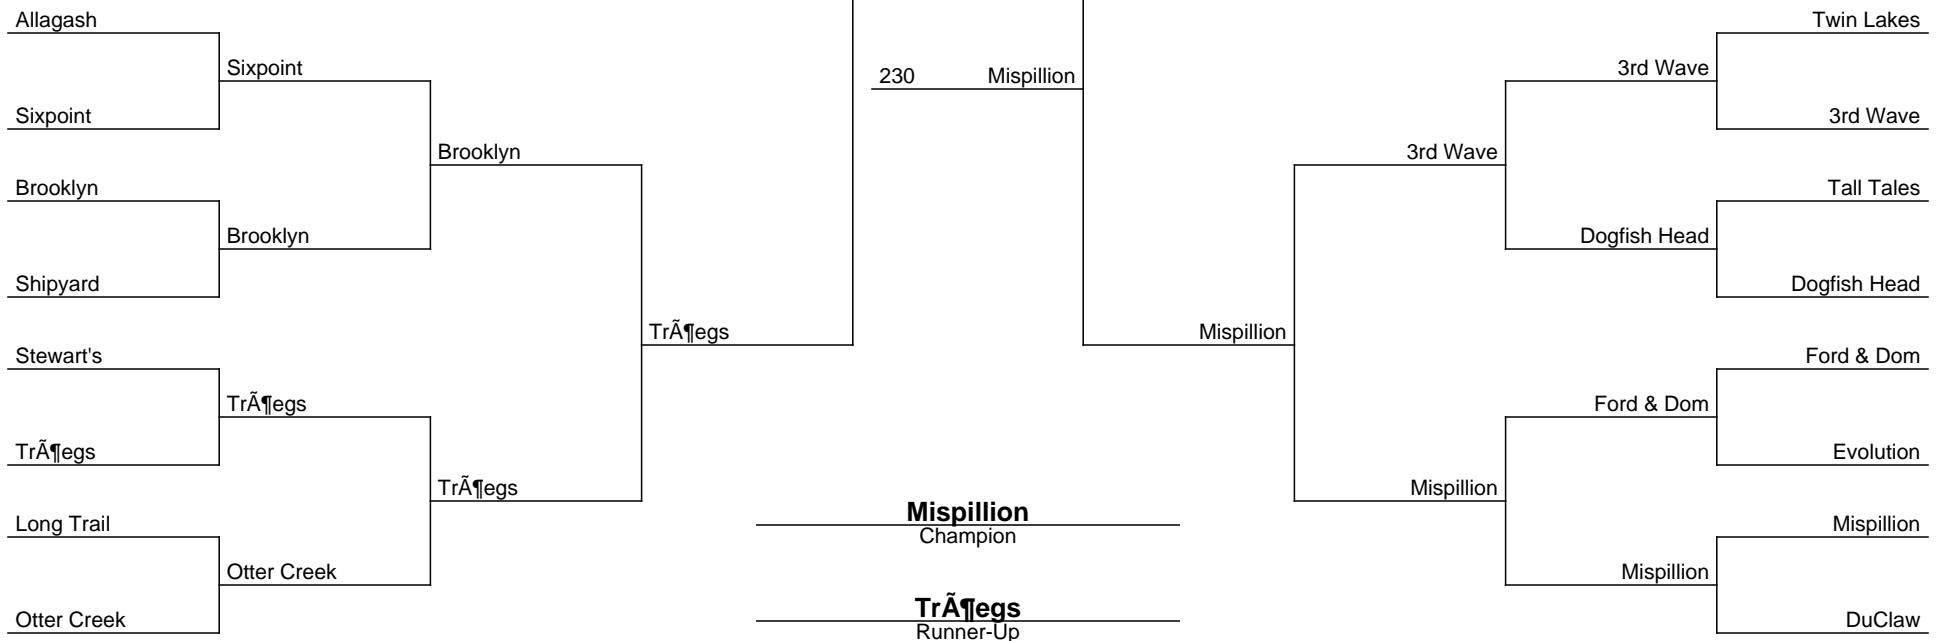 Allagash
Twin Lakes
Sixpoint
3rd Wave
230 Mispillion
Sixpoint
3rd Wave
Brooklyn
3rd Wave
Brooklyn
Tall Tales
Brooklyn
Dogfish Head
Shipyard
Dogfish Head
TrÃ¶egs
Mispillion
Stewart's
Ford & Dom
TrÃ¶egs
Ford & Dom
TrÃ¶egs
Evolution
TrÃ¶egs
Mispillion
Mispillion
Champion
Long Trail
Mispillion
Otter Creek
Mispillion
TrÃ¶egs
Runner-Up
Otter Creek
DuClaw